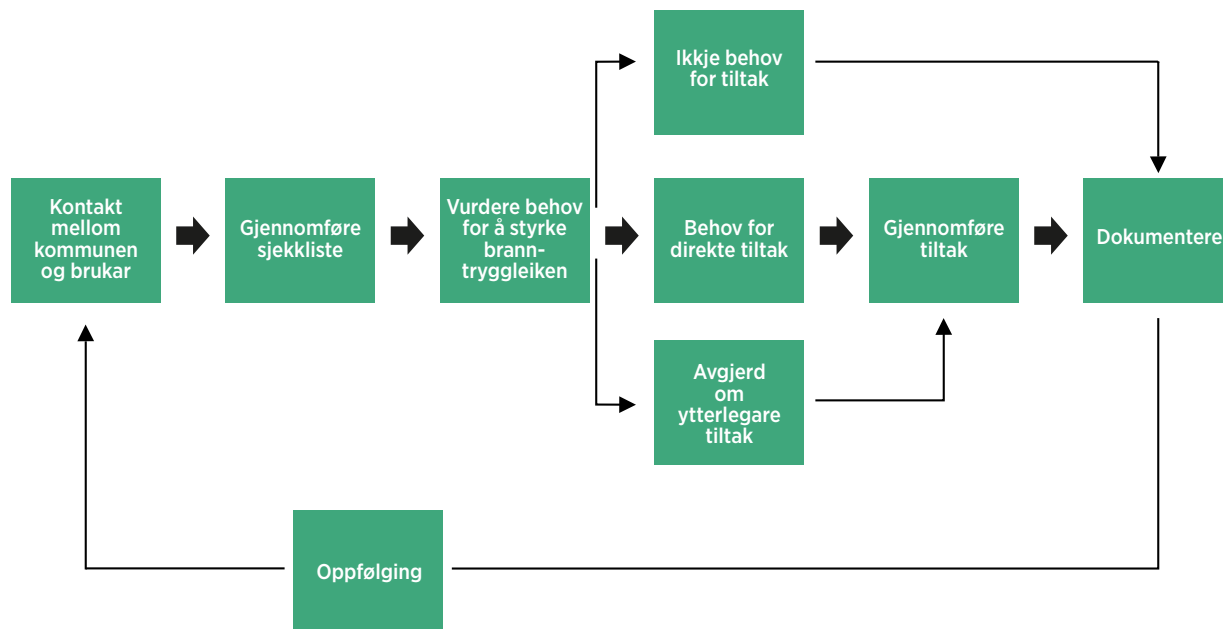 Ikkje behov
for tiltak
Kontakt
mellom
kommunen
og brukar
Gjennomføre
sjekkliste
Vurdere behov
for å styrke
brann-
tryggleiken
Behov for
direkte tiltak
Gjennomføre
tiltak
Dokumentere
Avgjerd
om
ytterlegare
tiltak
Oppfølging